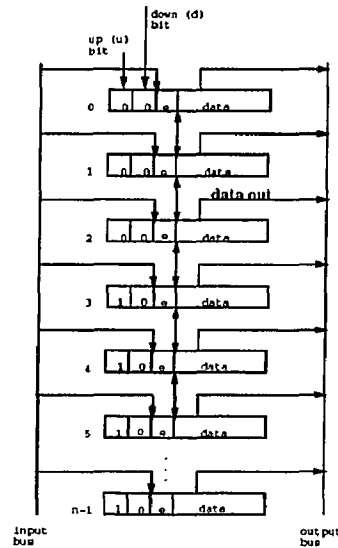 down (d)
bit
up (u)
bit
0 0 0 e data
1 0 0 e data
data out
2 0 0 e data
3 1 0 e data
4 1 0 e data
5 1 0 e data
n-1 1 0 e data
input
bus
output
bus